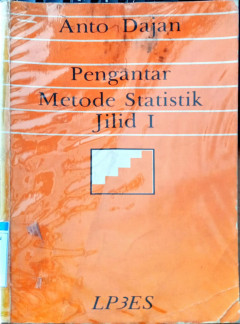 Anto Dajan
Pengantar
Metode Statistik
Jilid I
LP3ES